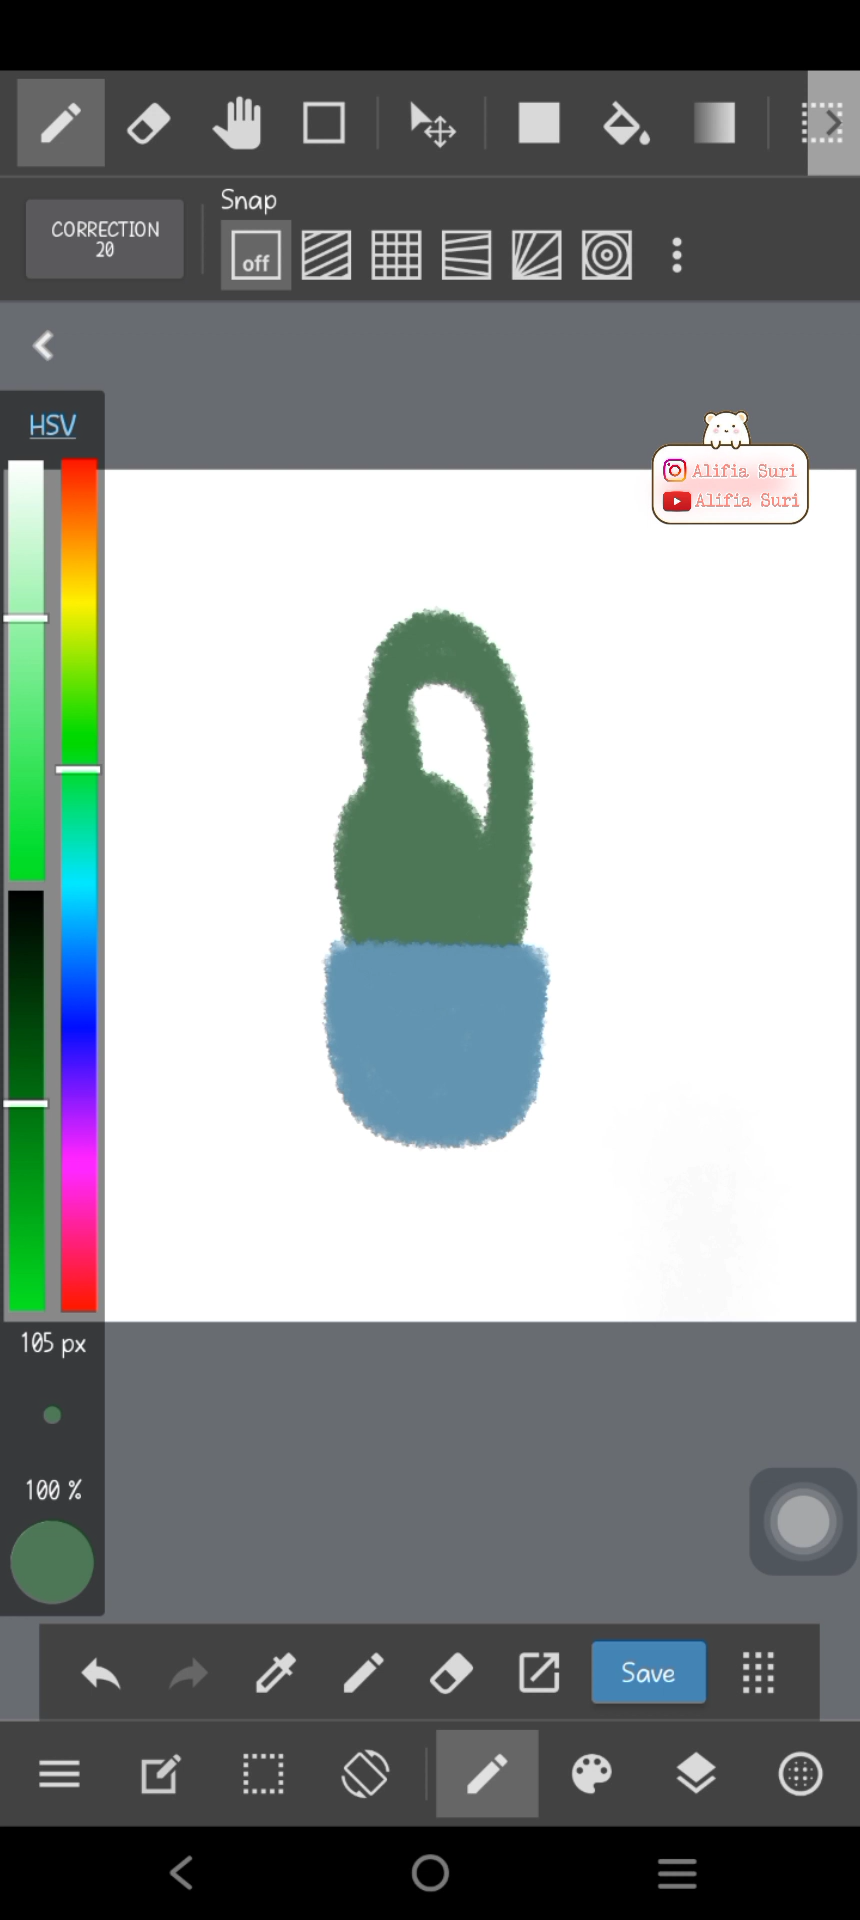 Snap
CORRECTION
20
off
HSV
Alifia Suri
Alifia Suri
105 px
100 %
Save